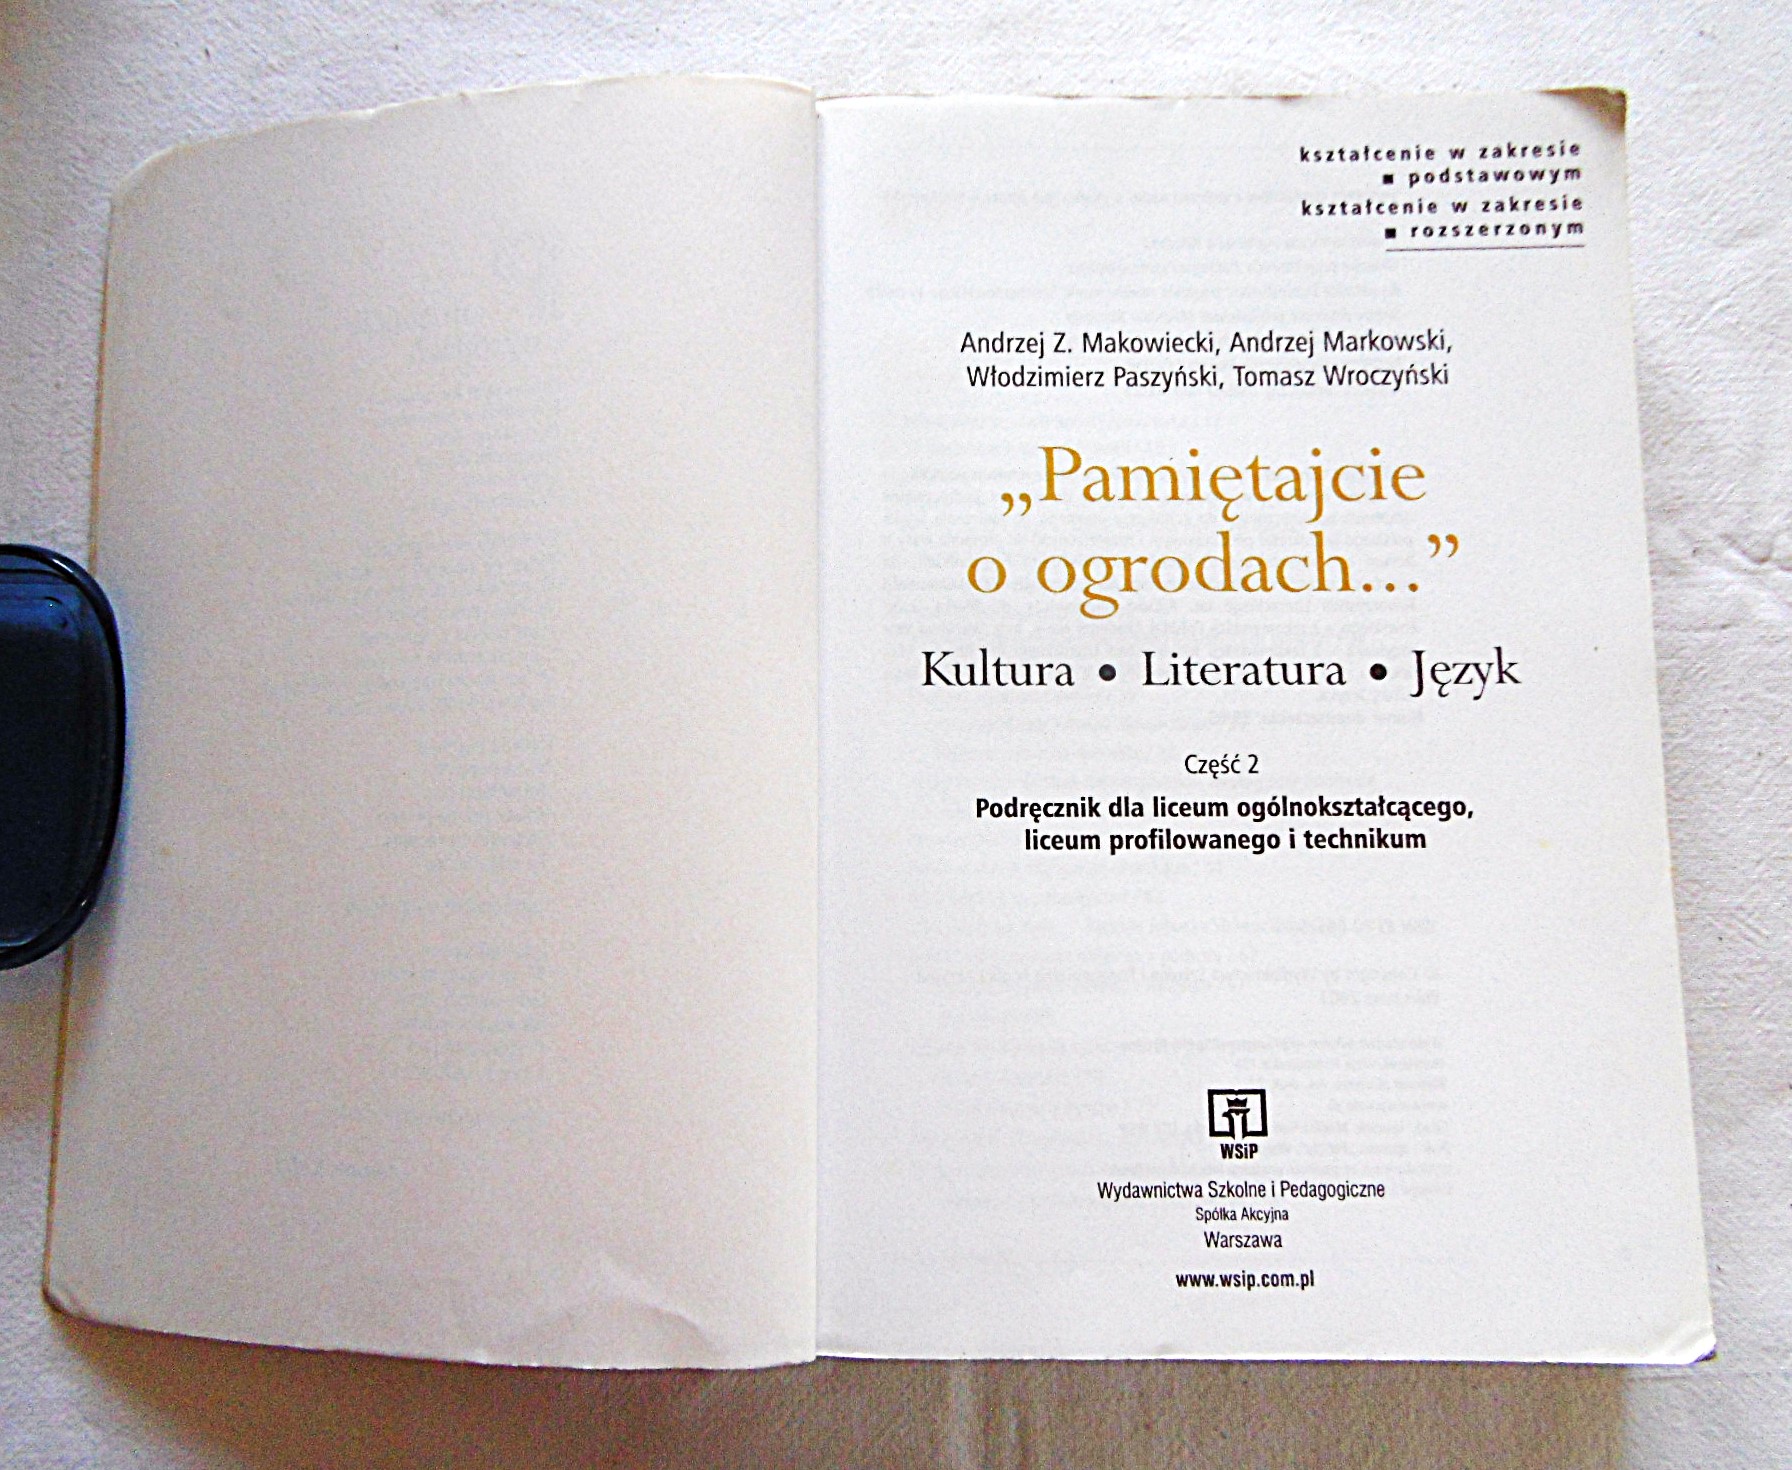 kształcenie w zakresie
▪ podstawowym
kształcenie w zakresie
▪ rozszerzonym
Andrzej Z. Makowiecki, Andrzej Markowski,
Włodzimierz Paszyński, Tomasz Wroczyński
„Pamiętajcie
o ogrodach...”
Kultura • Literatura • Język
Część 2
Podręcznik dla liceum ogólnokształcącego,
liceum profilowanego i technikum
WSiP
Wydawnictwa Szkolne i Pedagogiczne
Spółka Akcyjna
Warszawa
www.wsip.com.pl